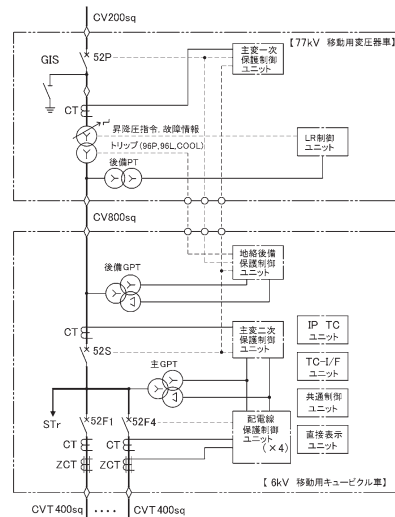 CV200sq
【77kV 移動用変圧器車】
GIS
52P
主変一次
保護制御
ユニット
CT
昇降圧指令, 故障情報
トリップ(96P,96L,COOL)
LR制御
ユニット
後備PT
CV800sq
地絡後備
保護制御
ユニット
後備GPT
CT
主変二次
保護制御
ユニット
IP TC
ユニット
52S
TC-I/F
ユニット
主GPT
共通制御
ユニット
STr
52F1
52F4
配電線
保護制御
ユニット
(×4)
直接表示
ユニット
CT
CT
ZCT
ZCT
【 6kV 移動用キュービクル車】
CVT400sq ‥‥ CVT400sq